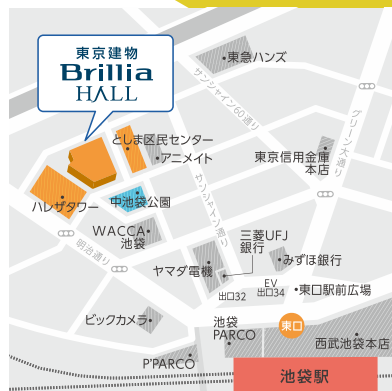 東京建物
Brillia
HALL
東急ハンズ
サンシャイン60通り
グリーン大通り
としま区民センター
アニメイト
東京信用金庫
本店
サンシャイン通り
ハレザタワー
中池袋公園
明治通り
WACCA
池袋
三菱UFJ
銀行
ヤマダ電機
みずほ銀行
出口32
EV
出口34
東口駅前広場
ビックカメラ
池袋
PARCO
東口
西武池袋本店
P'PARCO
池袋駅